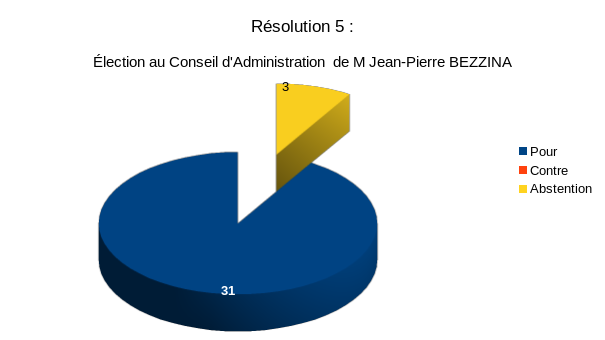 Résolution 5 :
Élection au Conseil d'Administration  de M Jean-Pierre BEZZINA
3
Pour
Contre
Abstention
31